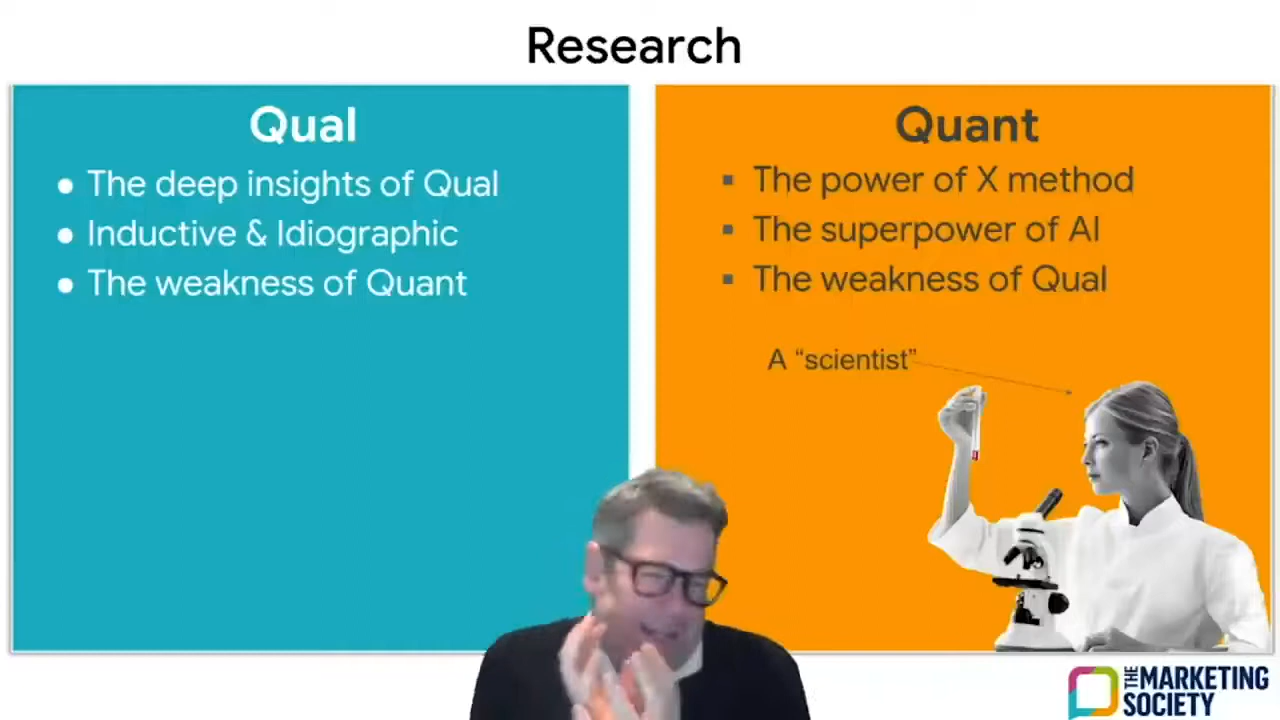 Research
Qual
● The deep insights of Qual
● Inductive & Idiographic
● The weakness of Quant
Quant
▪ The power of X method
▪ The superpower of AI
▪ The weakness of Qual
A “scientist”
THE MARKETING
SOCIETY